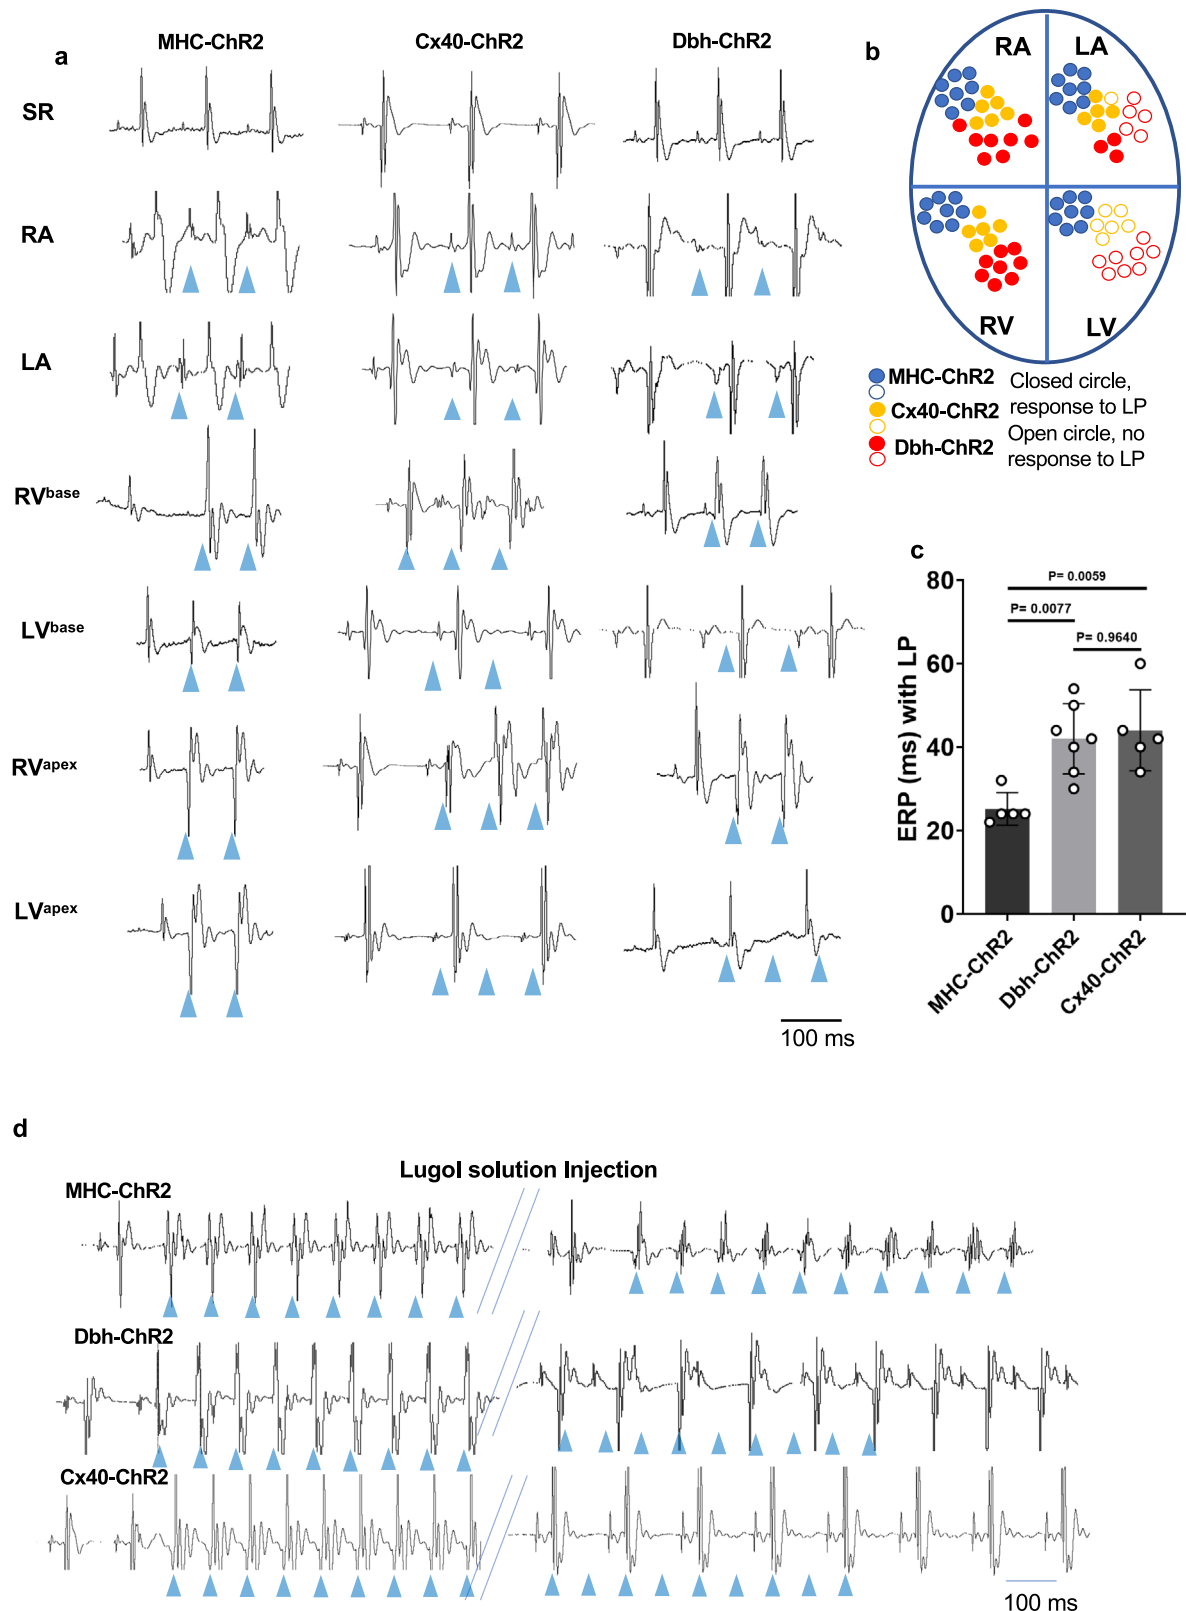 a
MHC-ChR2
Cx40-ChR2
Dbh-ChR2
SR
RA
LA
RVbase
LVbase
RVapex
LVapex
100 ms
b
RA
LA
RV
LV
MHC-ChR2
Cx40-ChR2
Dbh-ChR2
Closed circle,
response to LP
Open circle, no
response to LP
c
P= 0.0059
P= 0.0077
P= 0.9640
ERP (ms) with LP
80
60
40
20
0
MHC-ChR2
Dbh-ChR2
Cx40-ChR2
d
Lugol solution Injection
MHC-ChR2
Dbh-ChR2
Cx40-ChR2
100 ms